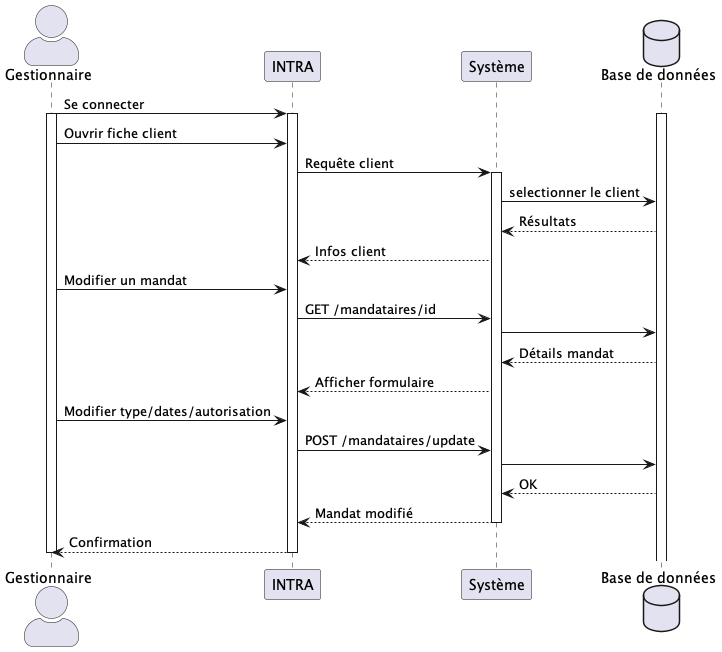 Gestionnaire
INTRA
Système
Base de données
Se connecter
Ouvrir fiche client
Requête client
selectionner le client
Résultats
Infos client
Modifier un mandat
GET /mandataires/id
Détails mandat
Afficher formulaire
Modifier type/dates/autorisation
POST /mandataires/update
OK
Mandat modifié
Confirmation
Gestionnaire
INTRA
Système
Base de données